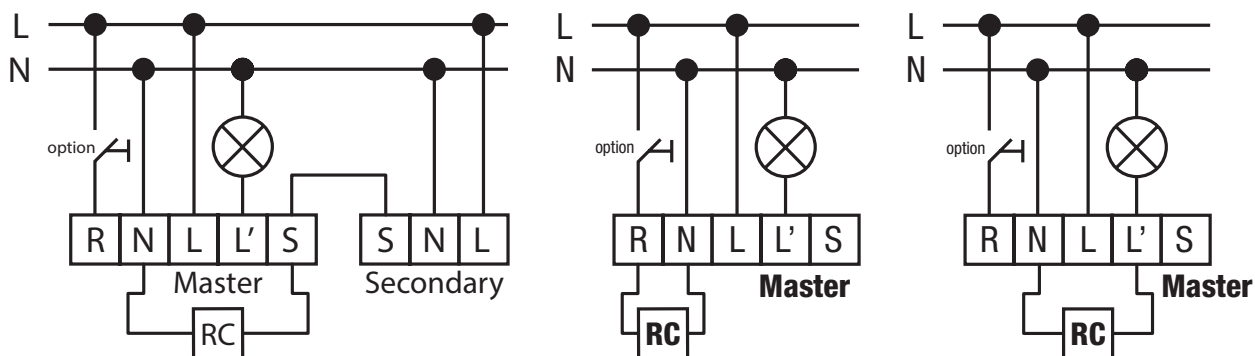 L
N
option
R N L L' S
S N L
Master
Secondary
RC
L
N
option
R N L L' S
Master
RC
L
N
option
R N L L' S
Master
RC